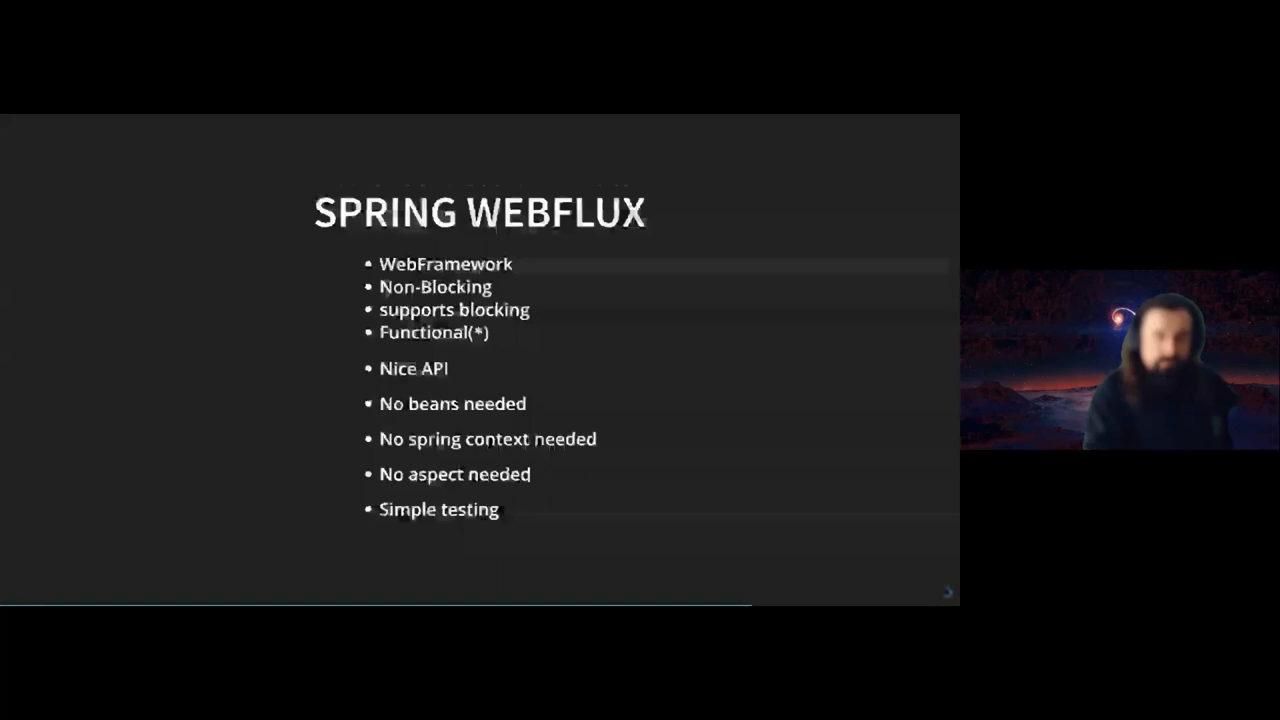 SPRING WEBFLUX
• WebFramework
• Non-Blocking
• supports blocking
• Functional(*)
• Nice API
• No beans needed
• No spring context needed
• No aspect needed
• Simple testing